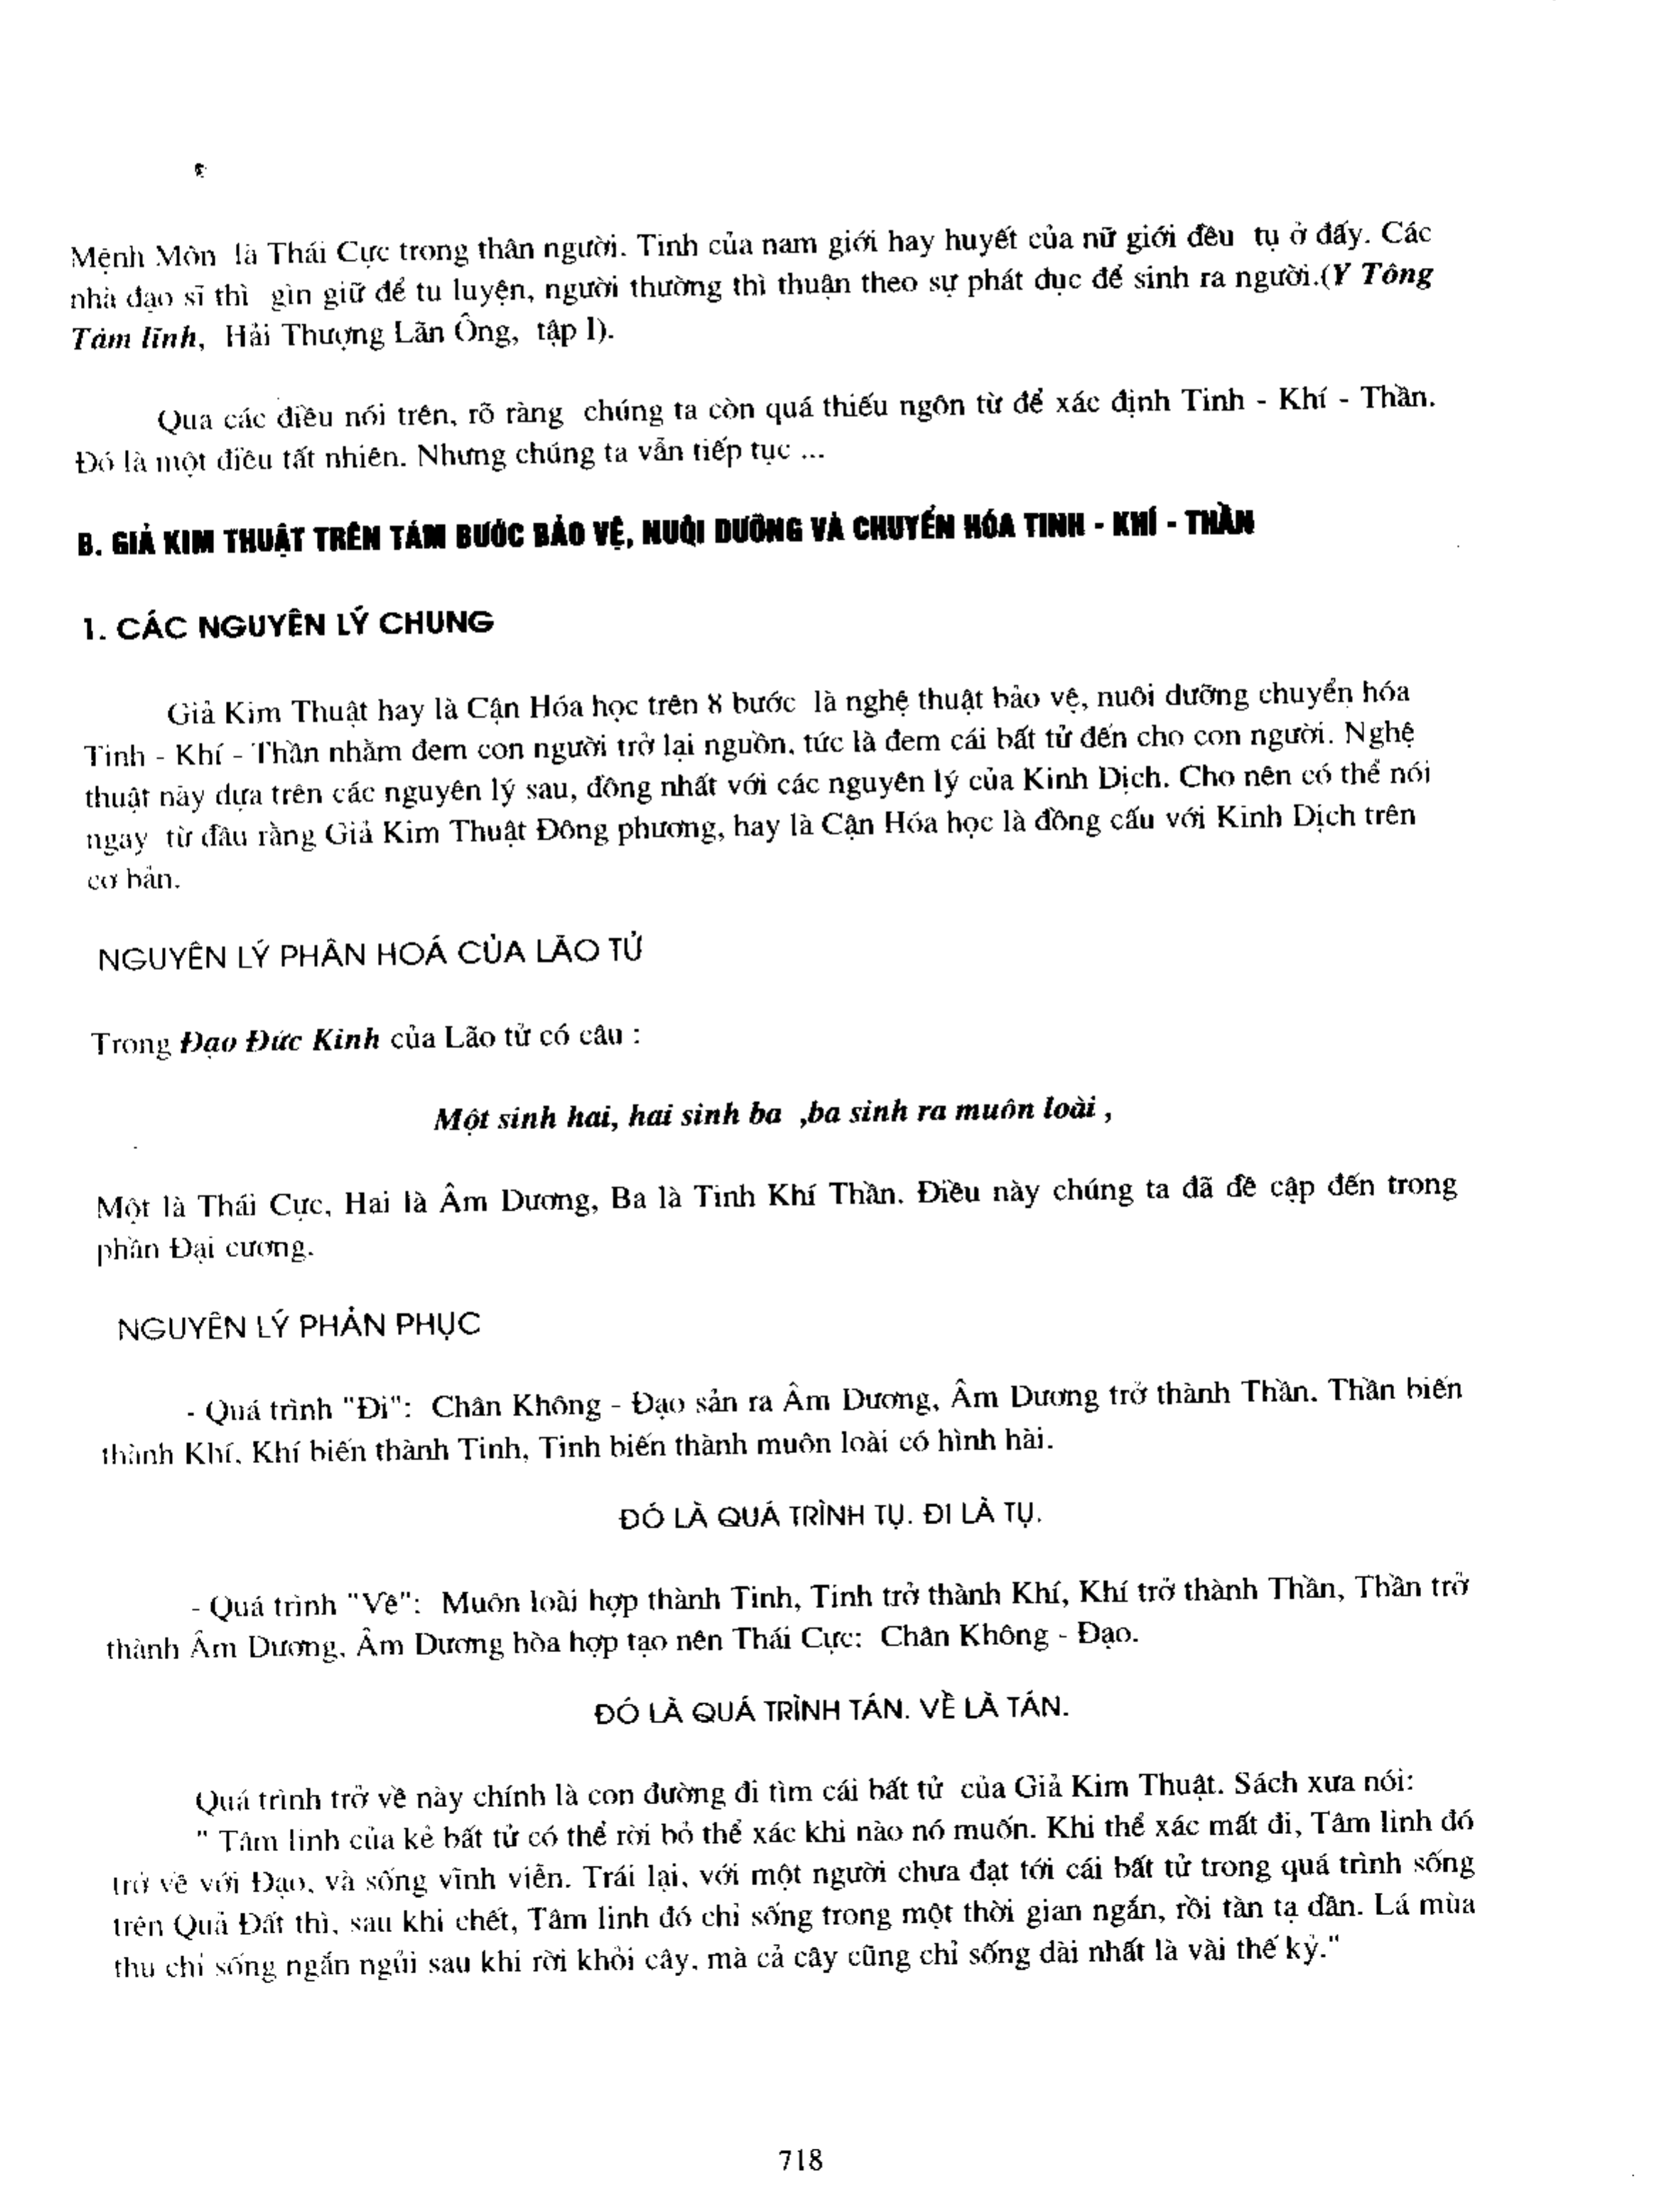 Mệnh Môn là Thái Cực trong thân người. Tinh của nam giới hay huyết của nữ giới đều tụ ở đấy. Các
nhà đạo sĩ thì gìn giữ để tu luyện, người thường thì thuận theo sự phát dục để sinh ra người.(Y Tông
Tâm lĩnh, Hải Thượng Lãn Ông, tập 1).
Qua các điều nói trên, rõ ràng chúng ta còn quá thiếu ngôn từ để xác định Tinh - Khí - Thần.
Đó là một điều tất nhiên. Nhưng chúng ta vẫn tiếp tục ...
B. GIẢ KIM THUẬT TRÊN TÁM BƯỚC BẢO VỆ, NUÔI DƯỠNG VÀ CHUYỂN HÓA TINH - KHÍ - THẦN
1. CÁC NGUYÊN LÝ CHUNG
Giả Kim Thuật hay là Cận Hóa học trên 8 bước là nghệ thuật bảo vệ, nuôi dưỡng chuyển hóa
Tinh - Khí - Thần nhằm đem con người trở lại nguồn, tức là đem cái bất tử đến cho con người. Nghệ
thuật này dựa trên các nguyên lý sau, đồng nhất với các nguyên lý của Kinh Dịch. Cho nên có thể nói
ngay từ đầu rằng Giả Kim Thuật Đông phương, hay là Cận Hóa học là đồng cấu với Kinh Dịch trên
cơ bản.
NGUYÊN LÝ PHÂN HOÁ CỦA LÃO TỬ
Trong Đạo Đức Kinh của Lão tử có câu :
Một sinh hai, hai sinh ba ,ba sinh ra muôn loài ,
Một là Thái Cực, Hai là Âm Dương, Ba là Tinh Khí Thần. Điều này chúng ta đã đề cập đến trong
phần Đại cương.
NGUYÊN LÝ PHẢN PHỤC
- Quá trình "Đi": Chân Không - Đạo sản ra Âm Dương, Âm Dương trở thành Thần. Thần biến
thành Khí, Khí biến thành Tinh, Tinh biến thành muôn loài có hình hài.
ĐÓ LÀ QUÁ TRÌNH TỤ. ĐI LÀ TỤ.
- Quá trình "Về": Muôn loài hợp thành Tinh, Tinh trở thành Khí, Khí trở thành Thần, Thần trở
thành Âm Dương, Âm Dương hòa hợp tạo nên Thái Cực: Chân Không - Đạo.
ĐÓ LÀ QUÁ TRÌNH TÁN. VỀ LÀ TÁN.
Quá trình trở về này chính là con đường đi tìm cái bất tử của Giả Kim Thuật. Sách xưa nói:
" Tâm linh của kẻ bất tử có thể rời bỏ thể xác khi nào nó muốn. Khi thể xác mất đi, Tâm linh đó
trở về với Đạo, và sống vĩnh viễn. Trái lại, với một người chưa đạt tới cái bất tử trong quá trình sống
trên Quả Đất thì, sau khi chết, Tâm linh đó chỉ sống trong một thời gian ngắn, rồi tàn tạ dần. Lá mùa
thu chỉ sống ngắn ngủi sau khi rời khỏi cây, mà cả cây cũng chỉ sống dài nhất là vài thế kỷ."
718